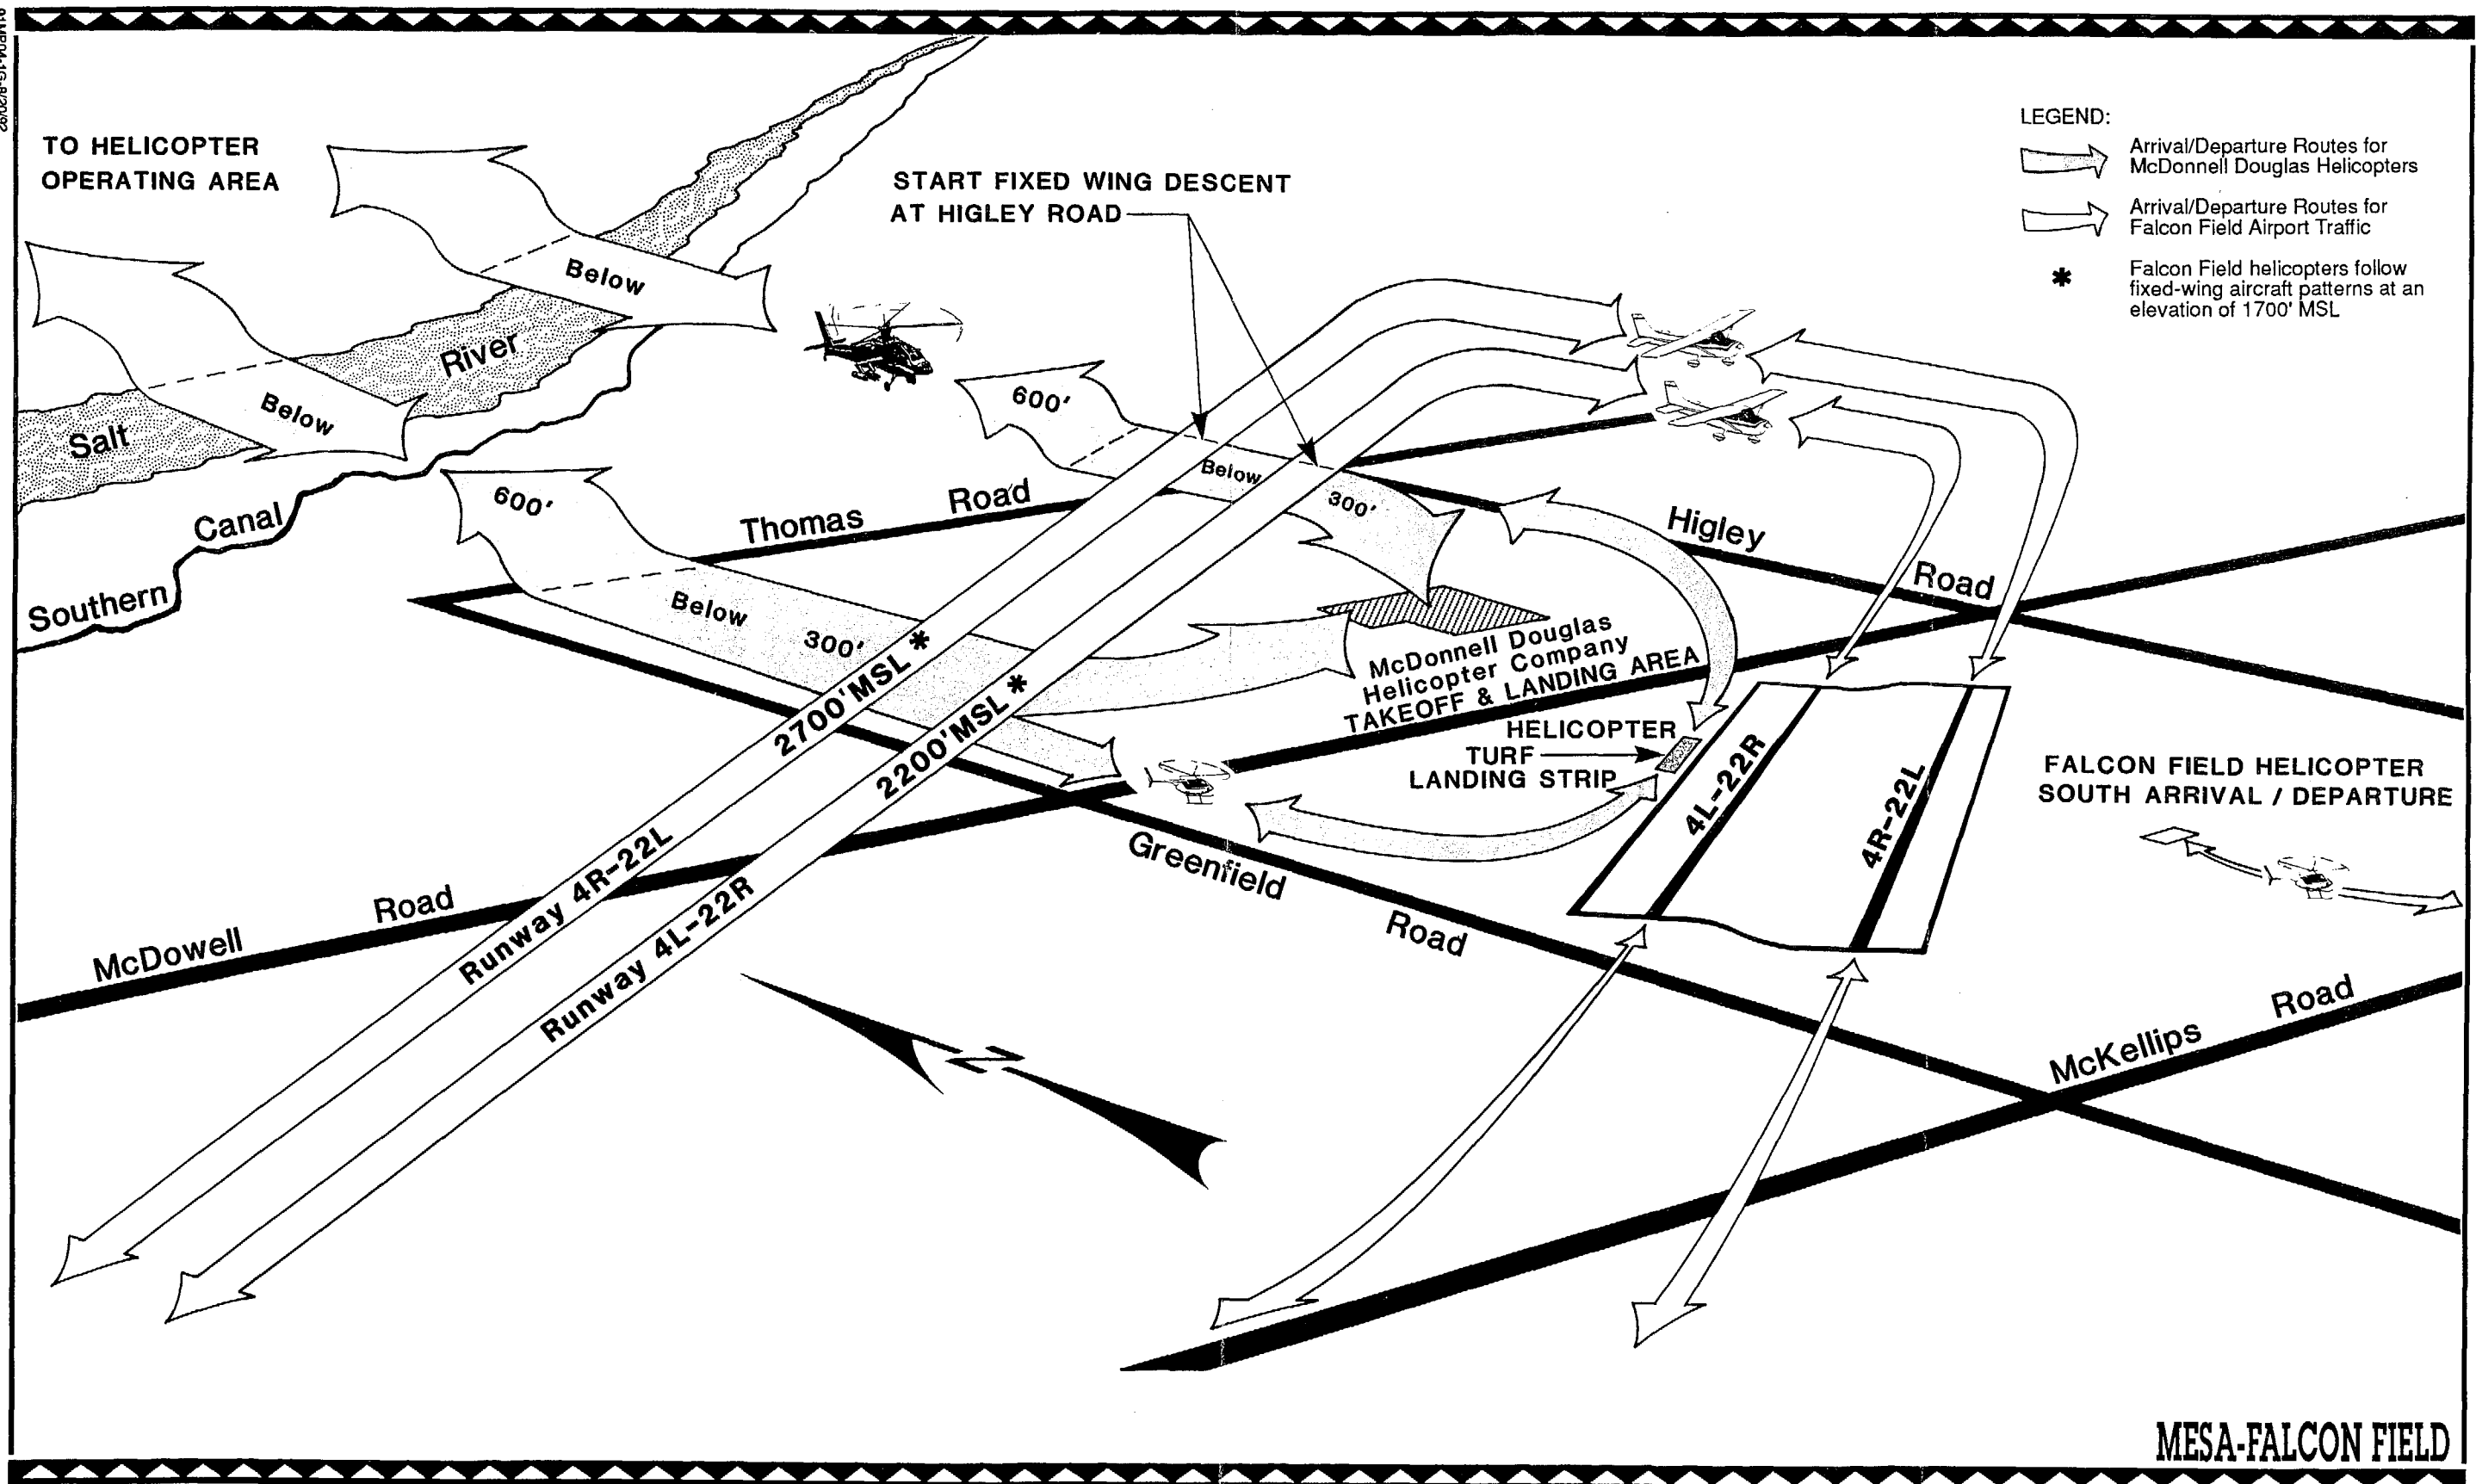 TO HELICOPTER
OPERATING AREA
START FIXED WING DESCENT
AT HIGLEY ROAD
LEGEND:
Arrival/Departure Routes for
McDonnell Douglas Helicopters
Arrival/Departure Routes for
Falcon Field Airport Traffic
* Falcon Field helicopters follow
fixed-wing aircraft patterns at an
elevation of 1700' MSL
Below
Below
Salt River
600'
Below
300'
600'
Below
300'
Southern Canal
Thomas Road
Higley Road
McDonnell Douglas
Helicopter Company
TAKEOFF & LANDING AREA
HELICOPTER
TURF
LANDING STRIP
2700'MSL *
2200'MSL *
Runway 4R-22L
Runway 4L-22R
4L-22R
4R-22L
FALCON FIELD HELICOPTER
SOUTH ARRIVAL / DEPARTURE
McDowell Road
Greenfield Road
McKellips Road
Z
MESA-FALCON FIELD